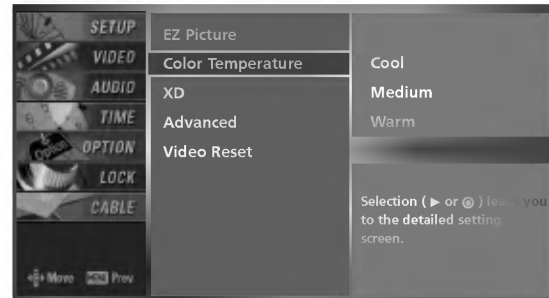 SETUP
VIDEO
AUDIO
TIME
OPTION
LOCK
CABLE
Move MENU Prev.
EZ Picture
Color Temperature
XD
Advanced
Video Reset
Cool
Medium
Warm
Selection ( ▶ or ◉ ) leads you
to the detailed setting
screen.